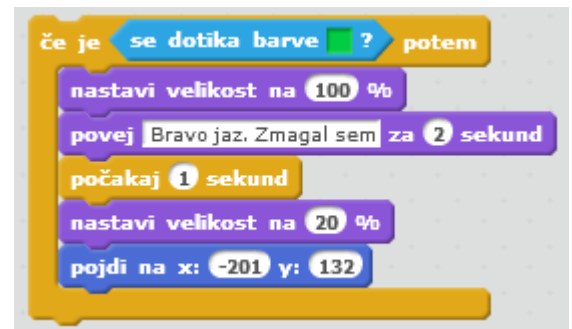 če je se dotika barve ? potem
nastavi velikost na 100 %
povej Bravo jaz. Zmagal sem za 2 sekund
počakaj 1 sekund
nastavi velikost na 20 %
pojdi na x: -201 y: 132